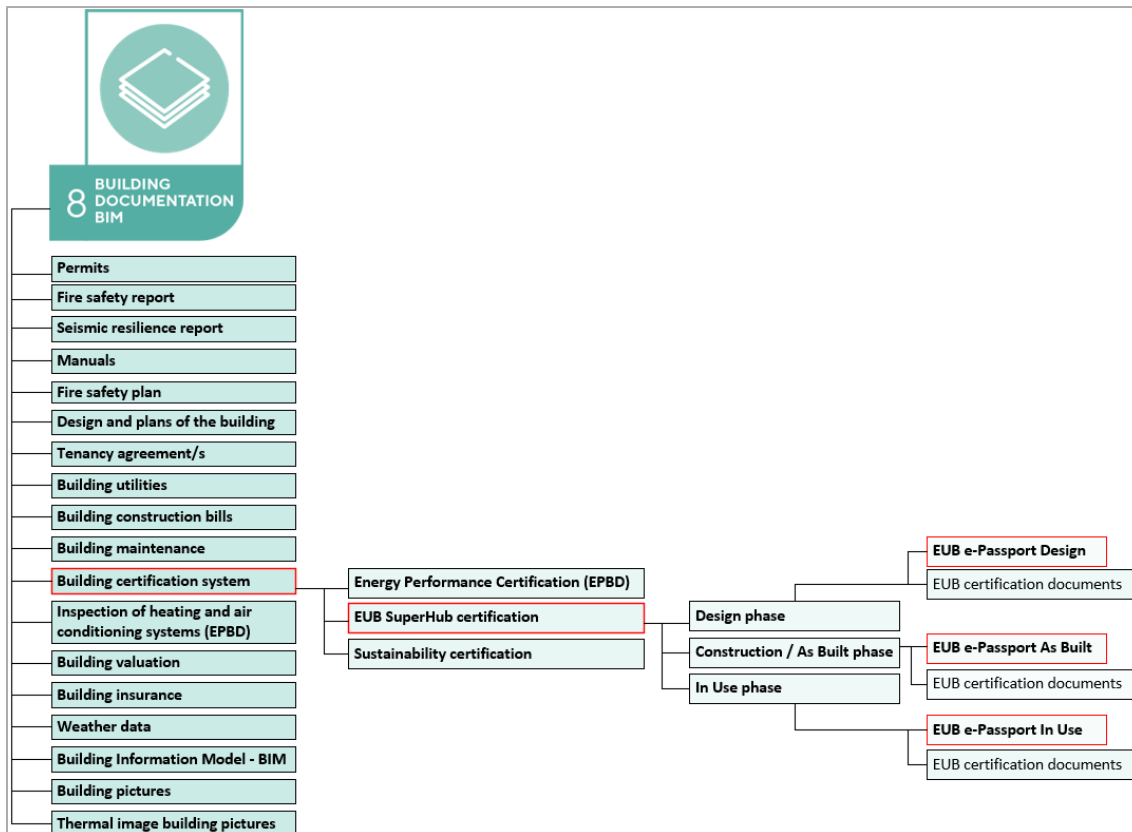 8
BUILDING
DOCUMENTATION
BIM
Permits
Fire safety report
Seismic resilience report
Manuals
Fire safety plan
Design and plans of the building
Tenancy agreement/s
Building utilities
Building construction bills
Building maintenance
Building certification system
Inspection of heating and air
conditioning systems (EPBD)
Building valuation
Building insurance
Weather data
Building Information Model - BIM
Building pictures
Thermal image building pictures
Energy Performance Certification (EPBD)
EUB SuperHub certification
Sustainability certification
Design phase
Construction / As Built phase
In Use phase
EUB e-Passport Design
EUB certification documents
EUB e-Passport As Built
EUB certification documents
EUB e-Passport In Use
EUB certification documents